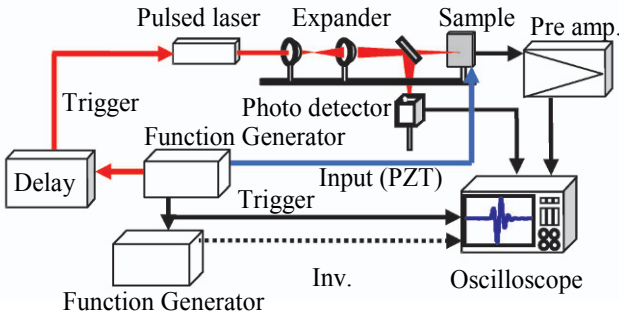 Pulsed laser
Expander
Sample
Pre amp.
Trigger
Photo detector
Function Generator
Delay
Input (PZT)
Trigger
Function Generator
Inv.
Oscilloscope